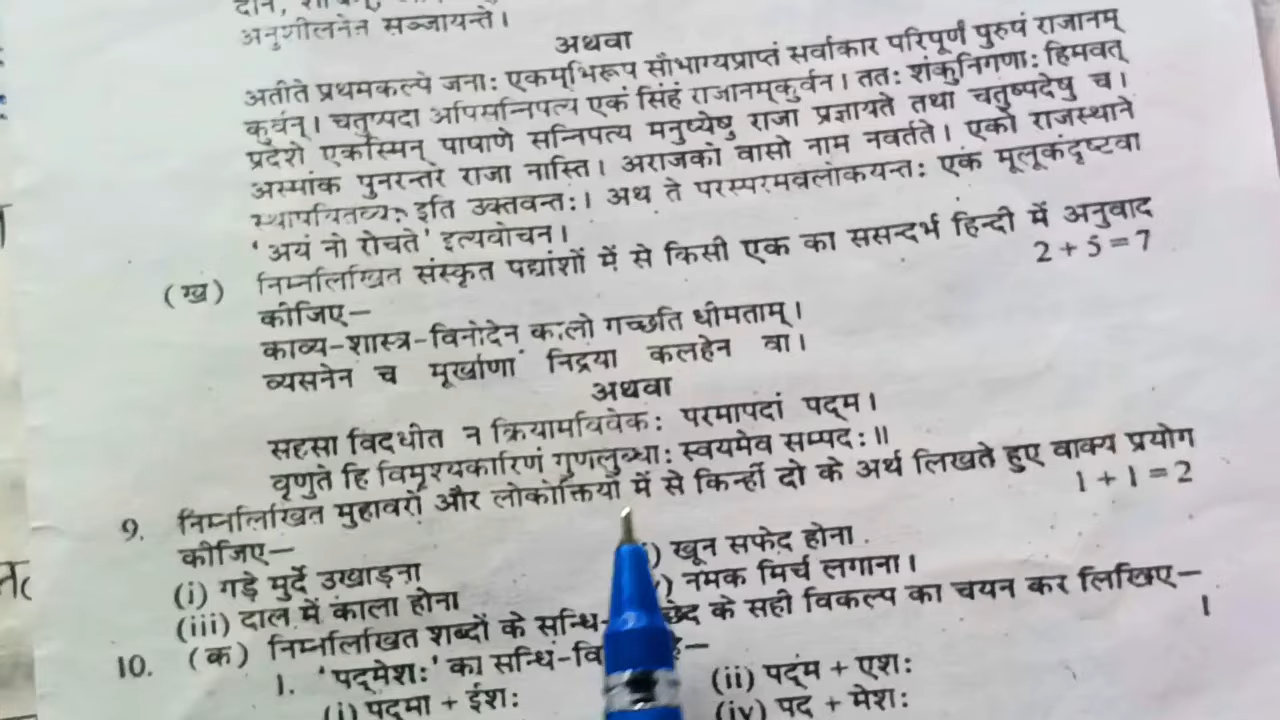 अनुशीलनेन सञ्जायन्ते।
अथवा
अतीते प्रथमकल्पे जनाः एकमभिरूप सौभाग्यप्राप्तं सर्वाकार परिपूर्ण पुरुषं राजानम्
कुर्वन्। चतुष्पदा अपिसन्निपत्य एकं सिंहं राजानम्कुर्वन। ततः शकुनिगणाः हिमवत्
प्रदेशे एकस्मिन् पाषाणे सन्निपत्य मनुष्येषु राजा प्रज्ञायते तथा चतुष्पदेषु च।
अस्मांक पुनरन्तरे राजा नास्ति। अराजको वासो नाम नवर्तते। एको राजस्थाने
स्थापयितव्यः इति उक्तवन्तः। अथ ते परस्परमवलोकयन्तः एक मूलूकंदृष्टवा
'अयं नो रोचते' इत्यवोचन।
(ख) निम्नलिखित संस्कृत पद्यांशों में से किसी एक का ससन्दर्भ हिन्दी में अनुवाद
कीजिए– 2 + 5 = 7
काव्य-शास्त्र-विनोदेन कालो गच्छति धीमताम्।
व्यसनेन च मूर्खाणां निद्रया कलहेन वा।
अथवा
सहसा विदधीत न क्रियामविवेकः परमापदां पद्म।
वृणुते हि विमृश्यकारिणं गुणलुब्धाः स्वयमेव सम्पदः॥
9. निम्नलिखित मुहावरों और लोकोक्तियों में से किन्हीं दो के अर्थ लिखते हुए वाक्य प्रयोग
कीजिए– 1 + 1 = 2
(i) गड़े मुर्दे उखाड़ना ) खून सफेद होना
(iii) दाल में काला होना ) नमक मिर्च लगाना।
10. (क) निम्नलिखित शब्दों के सन्धि- के सही विकल्प का चयन कर लिखिए–
1
1. 'पद्मेशः' का सन्धि-वि
(i) पद्मा + ईशः (ii) पद्म + एशः
(iv) पद + मेशः